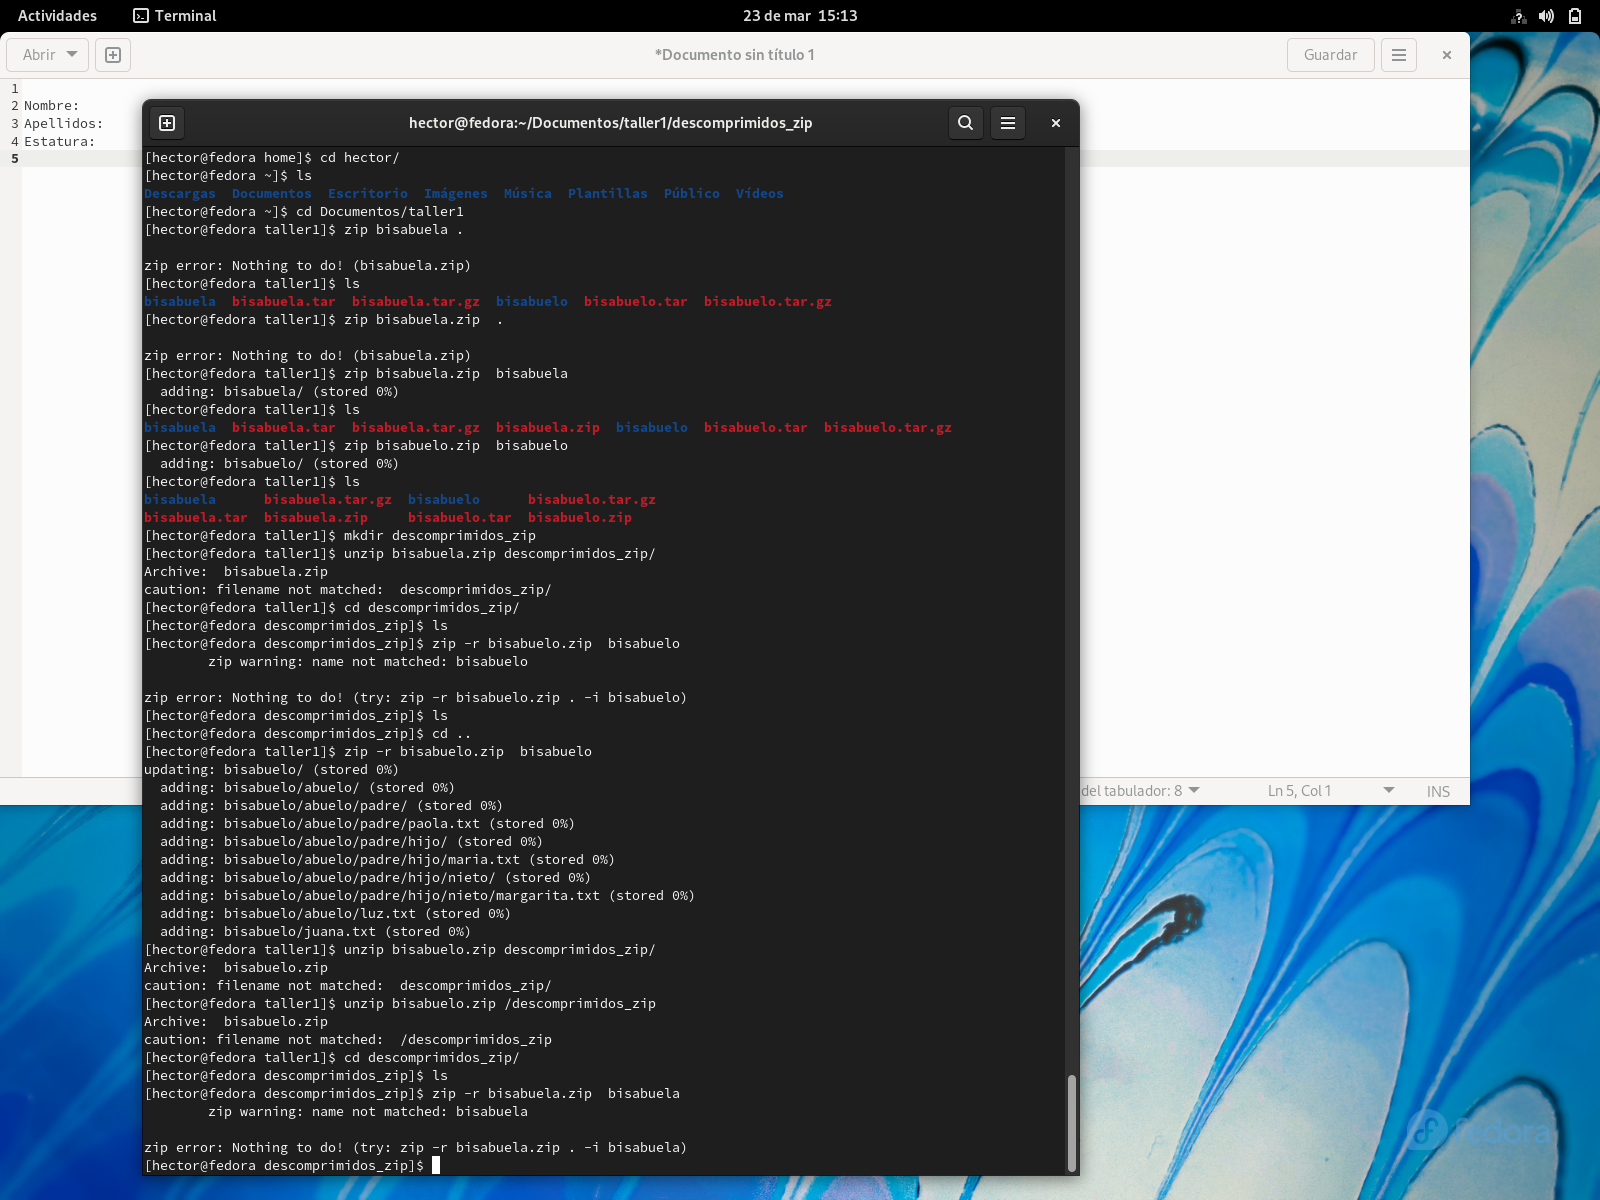 Actividades Terminal 23 de mar 15:13
Abrir *Documento sin título 1 Guardar
1
2 Nombre:
3 Apellidos:
4 Estatura:
5
hector@fedora:~/Documentos/taller1/descomprimidos_zip
[hector@fedora home]$ cd hector/
[hector@fedora ~]$ ls
Descargas Documentos Escritorio Imágenes Música Plantillas Público Vídeos
[hector@fedora ~]$ cd Documentos/taller1
[hector@fedora taller1]$ zip bisabuela .
zip error: Nothing to do! (bisabuela.zip)
[hector@fedora taller1]$ ls
bisabuela bisabuela.tar bisabuela.tar.gz bisabuelo bisabuelo.tar bisabuelo.tar.gz
[hector@fedora taller1]$ zip bisabuela.zip  .
zip error: Nothing to do! (bisabuela.zip)
[hector@fedora taller1]$ zip bisabuela.zip  bisabuela
  adding: bisabuela/ (stored 0%)
[hector@fedora taller1]$ ls
bisabuela bisabuela.tar bisabuela.tar.gz bisabuela.zip bisabuelo bisabuelo.tar bisabuelo.tar.gz
[hector@fedora taller1]$ zip bisabuelo.zip  bisabuelo
  adding: bisabuelo/ (stored 0%)
[hector@fedora taller1]$ ls
bisabuela bisabuela.tar.gz bisabuelo bisabuelo.tar.gz
bisabuela.tar bisabuela.zip bisabuelo.tar bisabuelo.zip
[hector@fedora taller1]$ mkdir descomprimidos_zip
[hector@fedora taller1]$ unzip bisabuela.zip descomprimidos_zip/
Archive:  bisabuela.zip
caution: filename not matched:  descomprimidos_zip/
[hector@fedora taller1]$ cd descomprimidos_zip/
[hector@fedora descomprimidos_zip]$ ls
[hector@fedora descomprimidos_zip]$ zip -r bisabuelo.zip  bisabuelo
        zip warning: name not matched: bisabuelo
zip error: Nothing to do! (try: zip -r bisabuelo.zip . -i bisabuelo)
[hector@fedora descomprimidos_zip]$ ls
[hector@fedora descomprimidos_zip]$ cd ..
[hector@fedora taller1]$ zip -r bisabuelo.zip  bisabuelo
updating: bisabuelo/ (stored 0%)
  adding: bisabuelo/abuelo/ (stored 0%)
  adding: bisabuelo/abuelo/padre/ (stored 0%)
  adding: bisabuelo/abuelo/padre/paola.txt (stored 0%)
  adding: bisabuelo/abuelo/padre/hijo/ (stored 0%)
  adding: bisabuelo/abuelo/padre/hijo/maria.txt (stored 0%)
  adding: bisabuelo/abuelo/padre/hijo/nieto/ (stored 0%)
  adding: bisabuelo/abuelo/padre/hijo/nieto/margarita.txt (stored 0%)
  adding: bisabuelo/abuelo/luz.txt (stored 0%)
  adding: bisabuelo/juana.txt (stored 0%)
[hector@fedora taller1]$ unzip bisabuelo.zip descomprimidos_zip/
Archive:  bisabuelo.zip
caution: filename not matched:  descomprimidos_zip/
[hector@fedora taller1]$ unzip bisabuelo.zip /descomprimidos_zip
Archive:  bisabuelo.zip
caution: filename not matched:  /descomprimidos_zip
[hector@fedora taller1]$ cd descomprimidos_zip/
[hector@fedora descomprimidos_zip]$ ls
[hector@fedora descomprimidos_zip]$ zip -r bisabuela.zip  bisabuela
        zip warning: name not matched: bisabuela
zip error: Nothing to do! (try: zip -r bisabuela.zip . -i bisabuela)
[hector@fedora descomprimidos_zip]$
del tabulador: 8 Ln 5, Col 1 INS
fedora